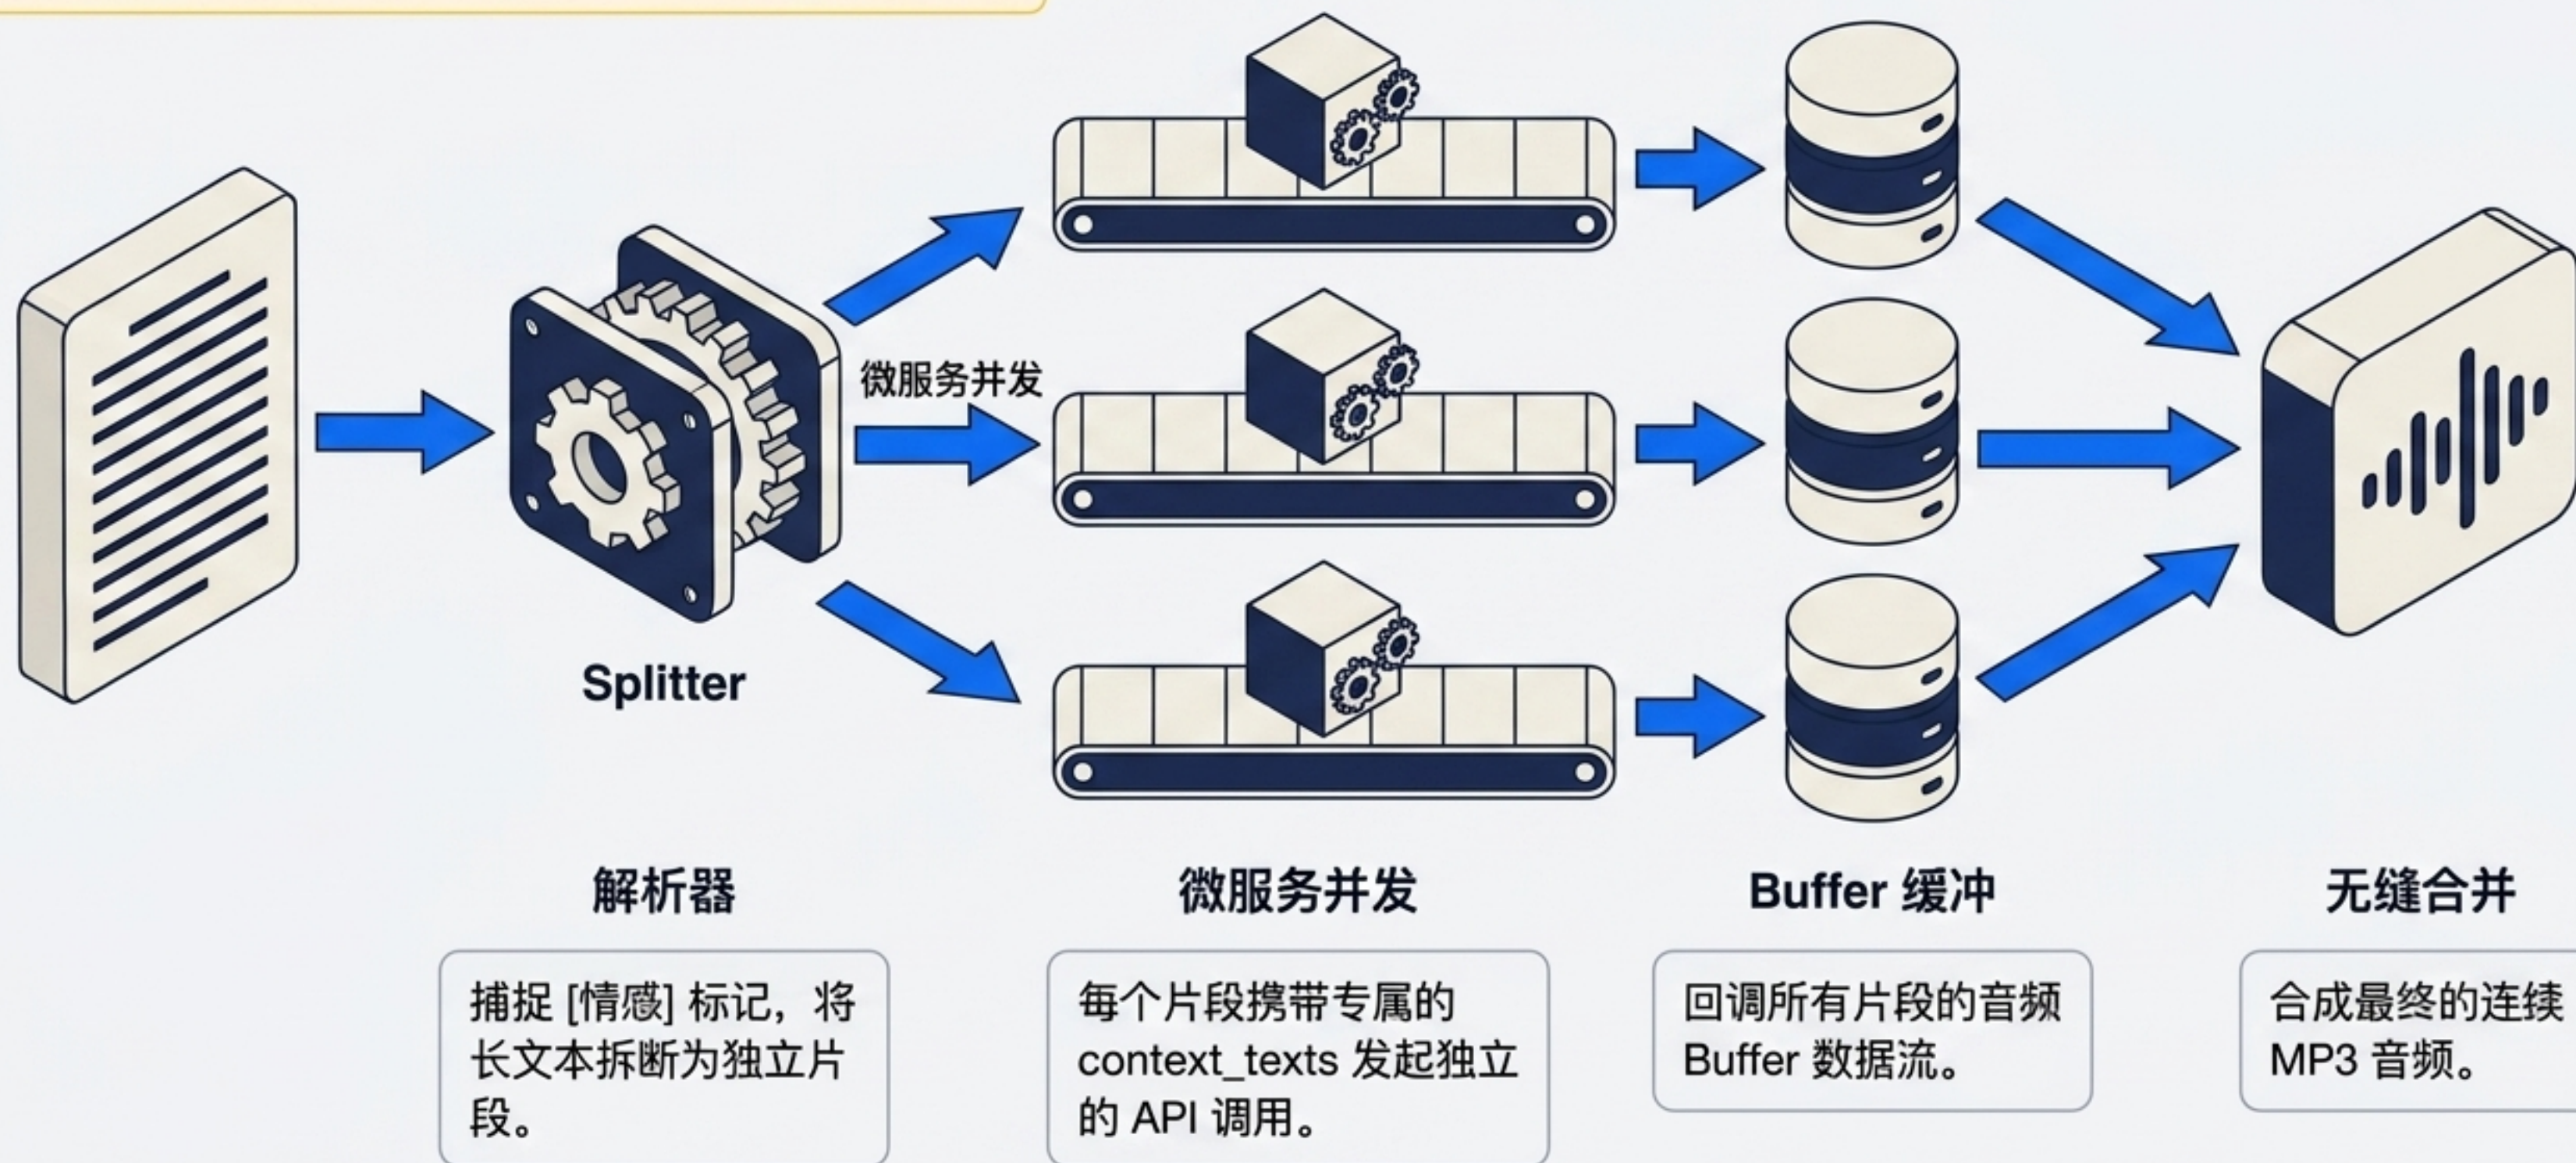 微服务并发
Splitter
解析器
捕捉 [情感] 标记，将
长文本拆断为独立片
段。
微服务并发
每个片段携带专属的
context_texts 发起独立
的 API 调用。
Buffer 缓冲
回调所有片段的音频
Buffer 数据流。
无缝合并
合成最终的连续
MP3 音频。